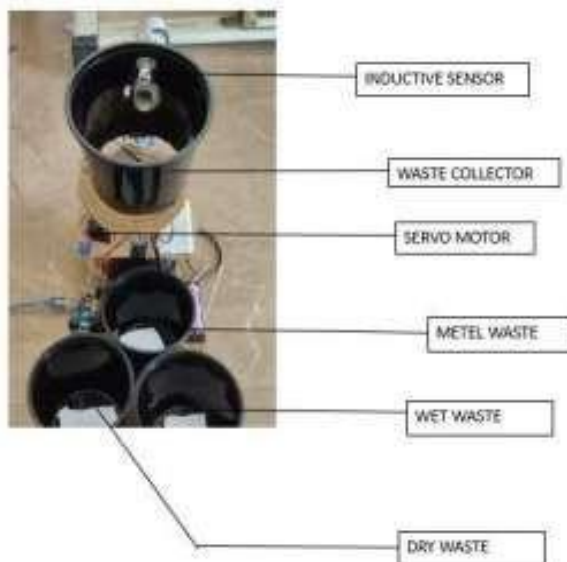 INDUCTIVE SENSOR
WASTE COLLECTOR
SERVO MOTOR
METEL WASTE
WET WASTE
DRY WASTE